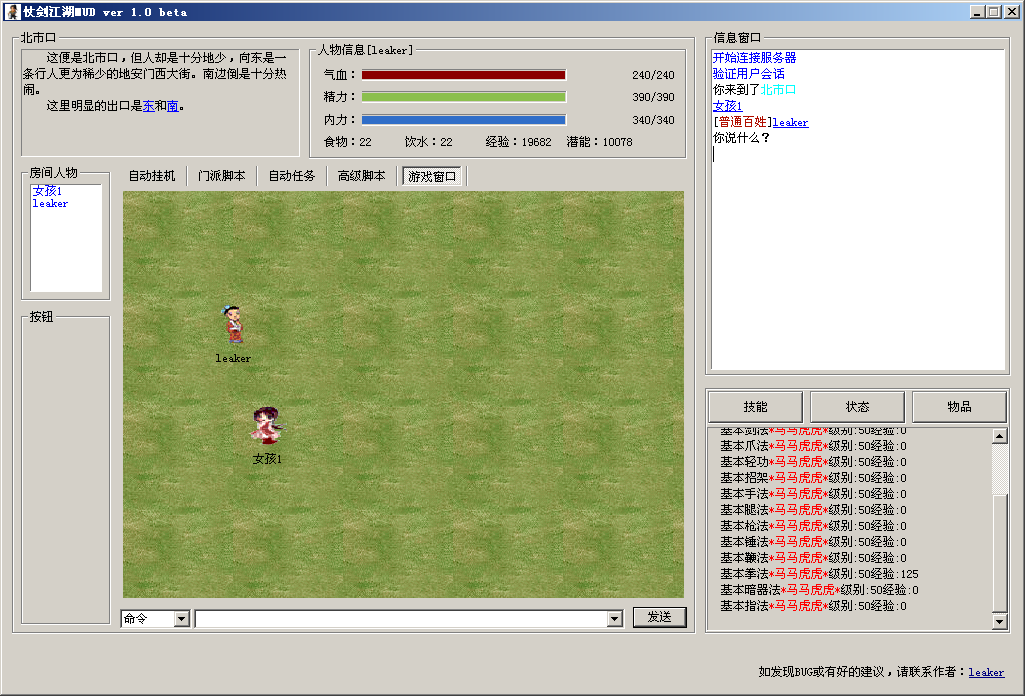 仗剑江湖MUD ver 1.0 beta
北市口
这便是北市口，但人却是十分地少，向东是一
条行人更为稀少的地安门西大街。南边倒是十分热
闹。
这里明显的出口是东和南。
人物信息[leaker]
气血： 240/240
精力： 390/390
内力： 340/340
食物：22 饮水：22 经验：19682 潜能：10078
房间人物
女孩1
leaker
按钮
自动挂机 门派脚本 自动任务 高级脚本 游戏窗口
leaker
女孩1
命令 发送
信息窗口
开始连接服务器
验证用户会话
你来到了北市口
女孩1
[普通百姓]leaker
你说什么？
技能 状态 物品
基本剑法*马马虎虎*级别:50经验:0
基本爪法*马马虎虎*级别:50经验:0
基本轻功*马马虎虎*级别:50经验:0
基本招架*马马虎虎*级别:50经验:0
基本手法*马马虎虎*级别:50经验:0
基本腿法*马马虎虎*级别:50经验:0
基本枪法*马马虎虎*级别:50经验:0
基本锤法*马马虎虎*级别:50经验:0
基本鞭法*马马虎虎*级别:50经验:0
基本拳法*马马虎虎*级别:50经验:125
基本暗器法*马马虎虎*级别:50经验:0
基本指法*马马虎虎*级别:50经验:0
如发现BUG或有好的建议，请联系作者：leaker